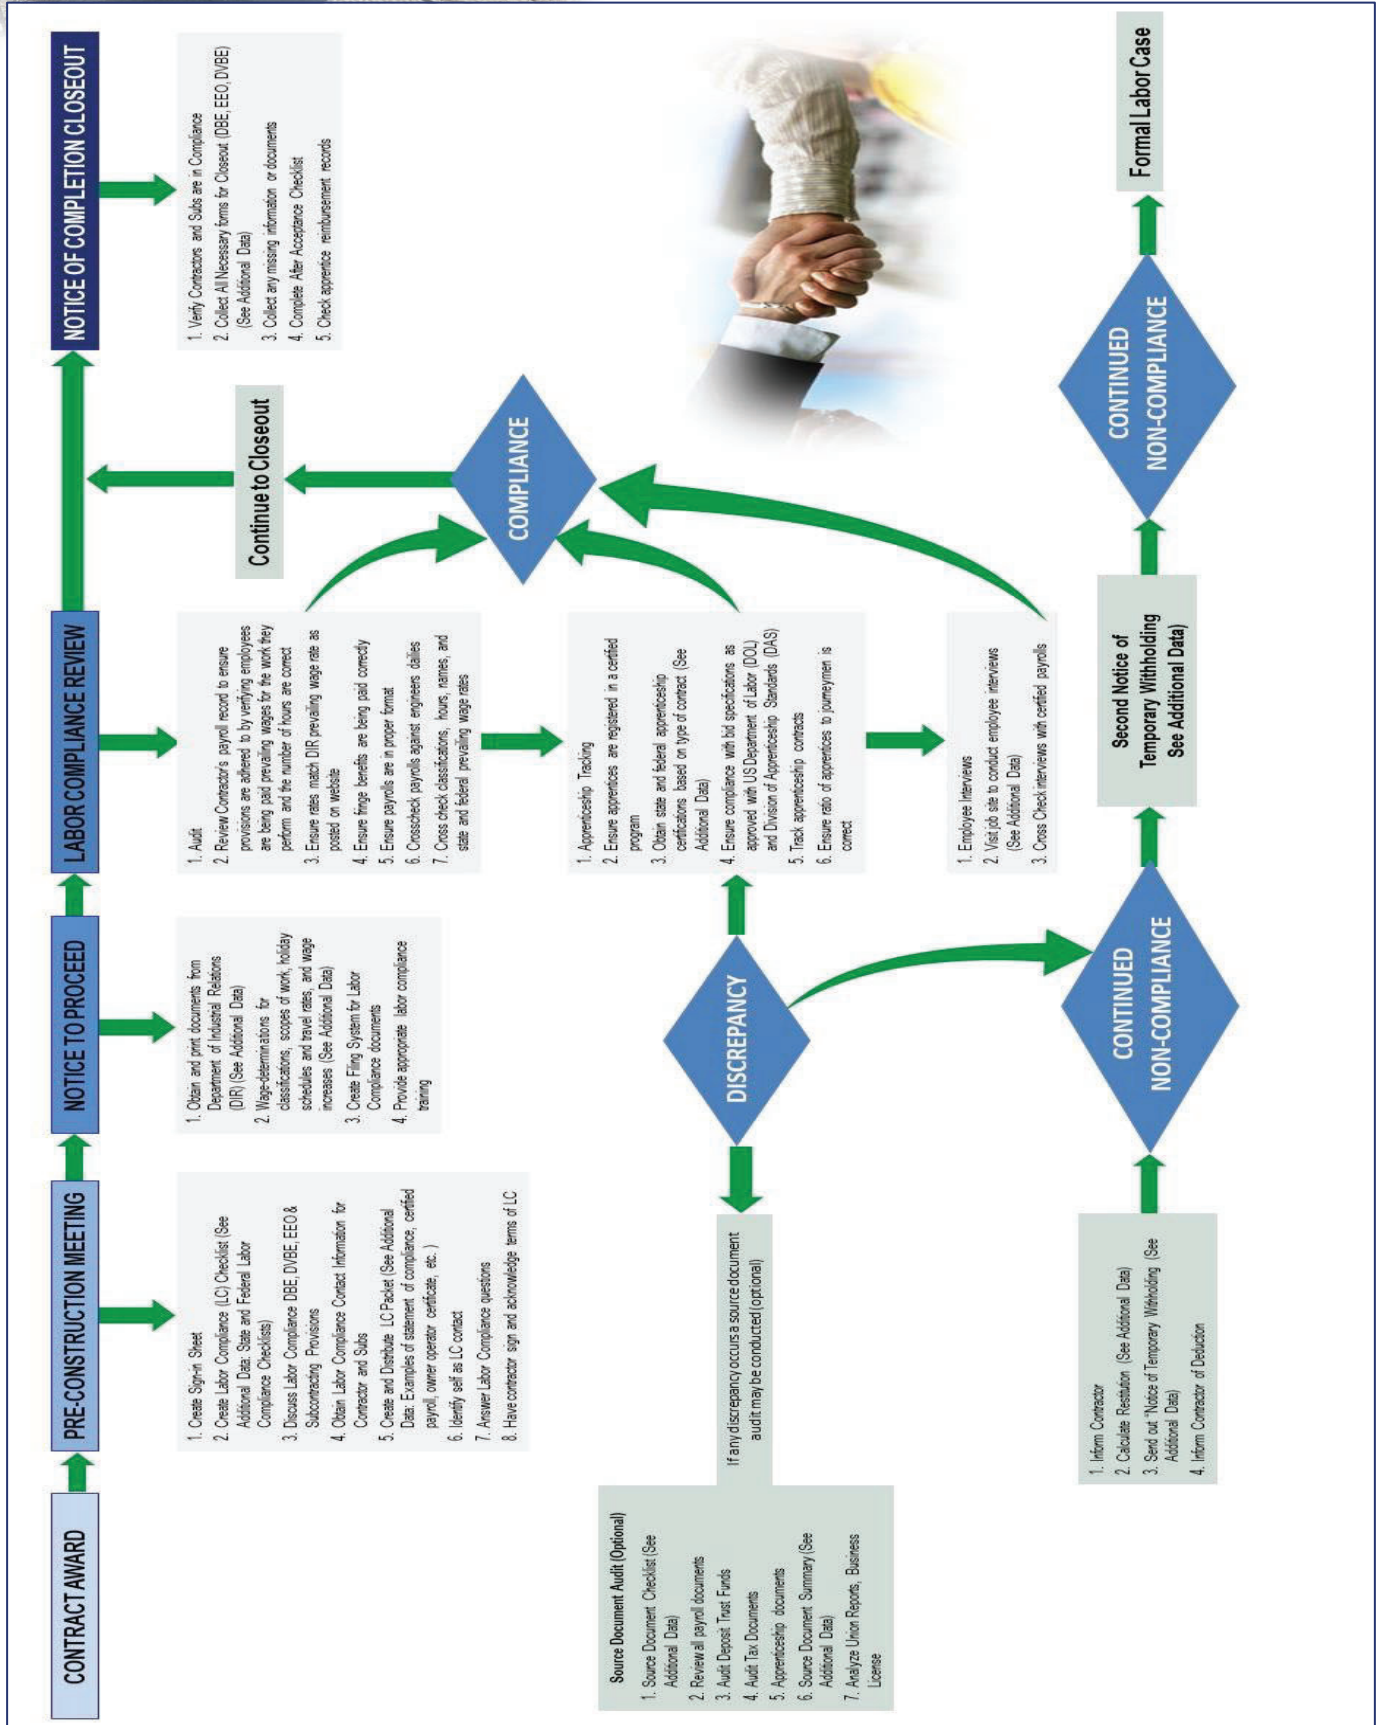 CONTRACT AWARD
PRE-CONSTRUCTION MEETING
NOTICE TO PROCEED
LABOR COMPLIANCE REVIEW
NOTICE OF COMPLETION CLOSEOUT
1. Create Sign-in Sheet
2. Create Labor Compliance (LC) Checklist (See
Additional Data: State and Federal Labor
Compliance Checklists)
3. Discuss Labor Compliance DBE, DVBE, EEO &
Subcontracting Provisions
4. Obtain Labor Compliance Contact Information for
Contractor and Subs
5. Create and Distribute LC Packet (See Additional
Data: Examples of statement of compliance, certified
payroll, owner operator certificate, etc. )
6. Identify self as LC contact
7. Answer Labor Compliance questions
8. Have contractor sign and acknowledge terms of LC
1. Obtain and print documents from
Department of Industrial Relations
(DIR) (See Additional Data)
2. Wage-determinations for
classifications, scopes of work, holiday
schedules and travel rates, and wage
increases (See Additional Data)
3. Create Filing System for Labor
Compliance documents
4. Provide appropriate labor compliance
training
1. Audit
2. Review Contractor's payroll record to ensure
provisions are adhered to by verifying employees
are being paid prevailing wages for the work they
perform and the number of hours are correct
3. Ensure rates match DIR prevailing wage rate as
posted on website
4. Ensure fringe benefits are being paid correctly
5. Ensure payrolls are in proper format
6. Crosscheck payrolls against engineers dailies
7. Cross check classifications, hours, names, and
state and federal prevailing wage rates
1. Verify Contractors and Subs are in Compliance
2. Collect All Necessary forms for Closeout (DBE, EEO, DVBE)
(See Additional Data)
3. Collect any missing information or documents
4. Complete After Acceptance Checklist
5. Check apprentice reimbursement records
Continue to Closeout
COMPLIANCE
1. Apprenticeship Tracking
2. Ensure apprentices are registered in a certified
program
3. Obtain state and federal apprenticeship
certifications based on type of contract (See
Additional Data)
4. Ensure compliance with bid specifications as
approved with US Department of Labor (DOL)
and Division of Apprenticeship Standards (DAS)
5. Track apprenticeship contracts
6. Ensure ratio of apprentices to journeymen is
correct
1. Employee Interviews
2. Visit job site to conduct employee interviews
(See Additional Data)
3. Cross Check interviews with certified payrolls
DISCREPANCY
If any discrepancy occurs a source document
audit may be conducted (optional)
Source Document Audit (Optional)
1. Source Document Checklist (See
Additional Data)
2. Review all payroll documents
3. Audit Deposit Trust Funds
4. Audit Tax Documents
5. Apprenticeship documents
6. Source Document Summary (See
Additional Data)
7. Analyze Union Reports, Business
License
1. Inform Contractor
2. Calculate Restitution (See Additional Data)
3. Send out "Notice of Temporary Withholding (See
Additional Data)
4. Inform Contractor of Deduction
CONTINUED
NON-COMPLIANCE
Second Notice of
Temporary Withholding
See Additional Data)
CONTINUED
NON-COMPLIANCE
Formal Labor Case